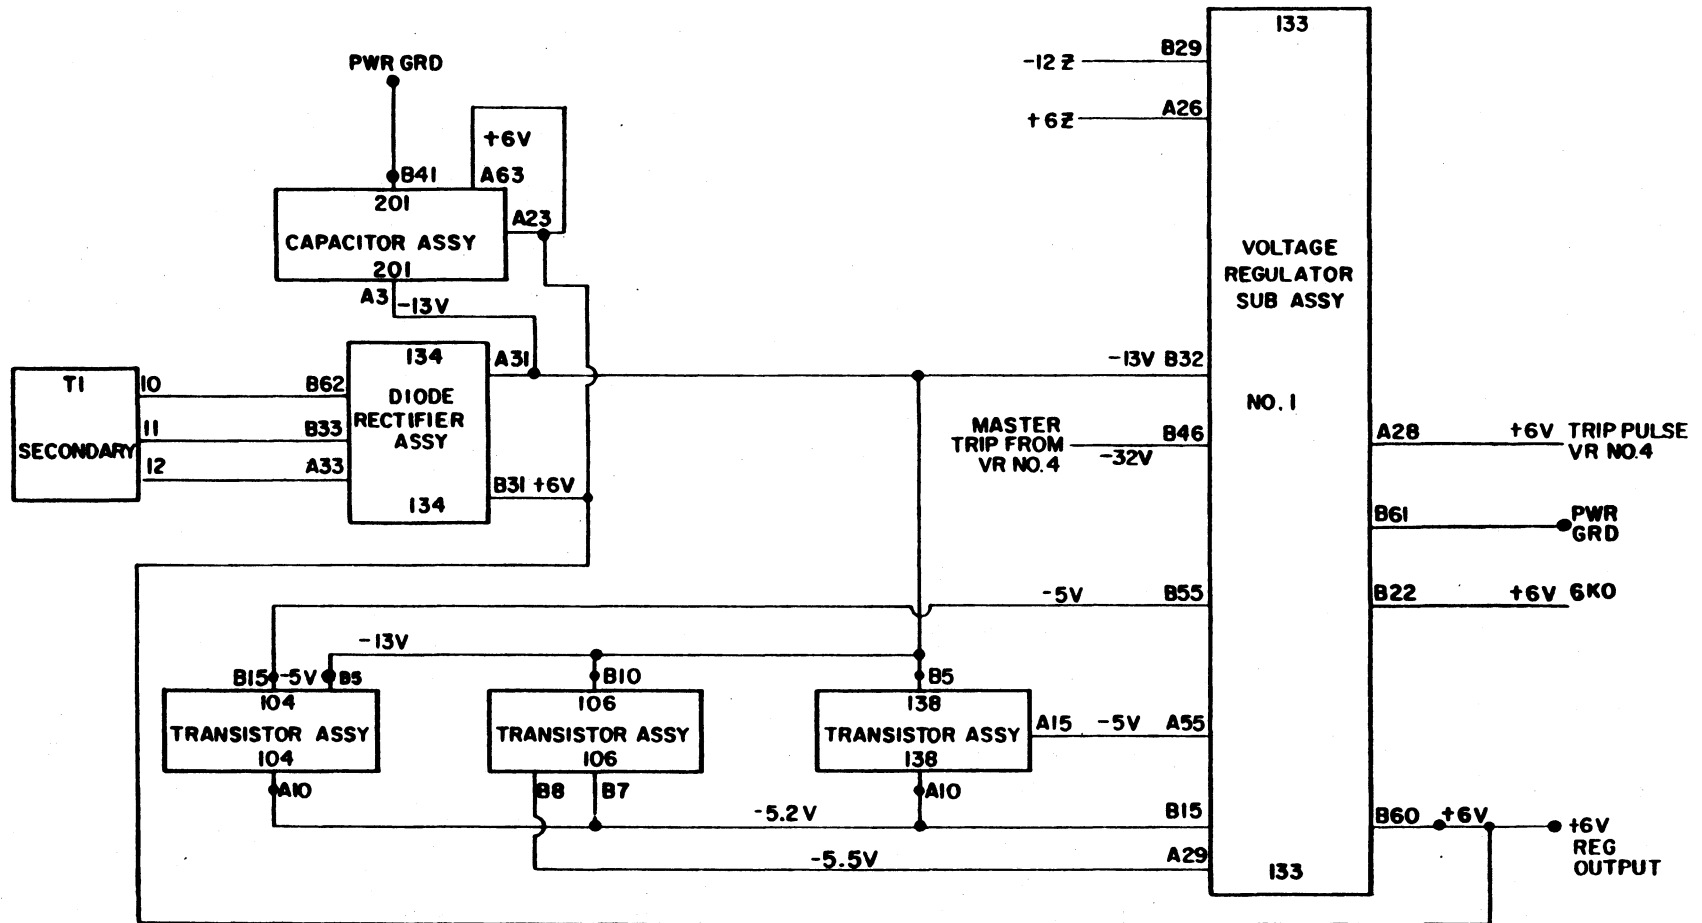 133
-12Z
B29
+6Z
A26
PWR GRD
+6V
B41
A63
201
A23
CAPACITOR ASSY
201
A3
-13V
VOLTAGE
REGULATOR
SUB ASSY
NO. 1
T1
SECONDARY
10
11
12
B62
B33
A33
134
DIODE
RECTIFIER
ASSY
134
A31
B31 +6V
-13V B32
MASTER
TRIP FROM
VR NO. 4
B46
-32V
A28
+6V TRIP PULSE
VR NO. 4
B61
PWR
GRD
-5V
B55
B22
+6V 6KO
-13V
B15 -5V B5
104
TRANSISTOR ASSY
104
A10
B10
106
TRANSISTOR ASSY
106
B8
B7
B5
138
TRANSISTOR ASSY
138
A10
A15 -5V A55
-5.2V
B15
-5.5V
A29
133
B60 +6V
+6V
REG
OUTPUT